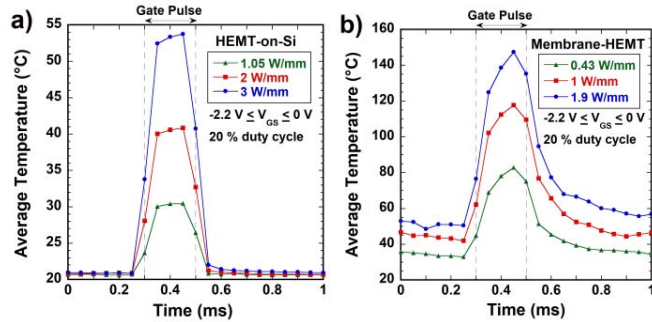 a)
Gate Pulse
HEMT-on-Si
1.05 W/mm
2 W/mm
3 W/mm
-2.2 V ≤ VGS ≤ 0 V
20 % duty cycle
Average Temperature (°C)
60
55
50
45
40
35
30
25
20
0 0.2 0.4 0.6 0.8 1
Time (ms)
b)
Gate Pulse
Membrane-HEMT
0.43 W/mm
1 W/mm
1.9 W/mm
-2.2 V ≤ VGS ≤ 0 V
20 % duty cycle
Average Temperature (°C)
160
140
120
100
80
60
40
20
0 0.2 0.4 0.6 0.8 1
Time (ms)